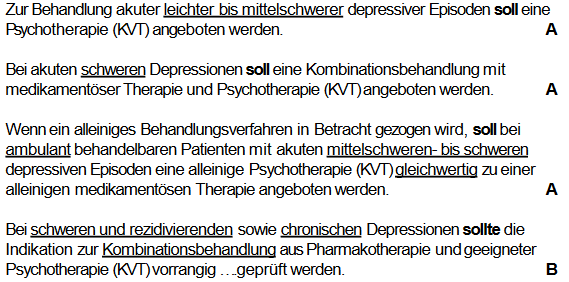 Zur Behandlung akuter leichter bis mittelschwerer depressiver Episoden soll eine
Psychotherapie (KVT) angeboten werden. A
Bei akuten schweren Depressionen soll eine Kombinationsbehandlung mit
medikamentöser Therapie und Psychotherapie (KVT) angeboten werden. A
Wenn ein alleiniges Behandlungsverfahren in Betracht gezogen wird, soll bei
ambulant behandelbaren Patienten mit akuten mittelschweren- bis schweren
depressiven Episoden eine alleinige Psychotherapie (KVT) gleichwertig zu einer
alleinigen medikamentösen Therapie angeboten werden. A
Bei schweren und rezidivierenden sowie chronischen Depressionen sollte die
Indikation zur Kombinationsbehandlung aus Pharmakotherapie und geeigneter
Psychotherapie (KVT) vorrangig …geprüft werden. B